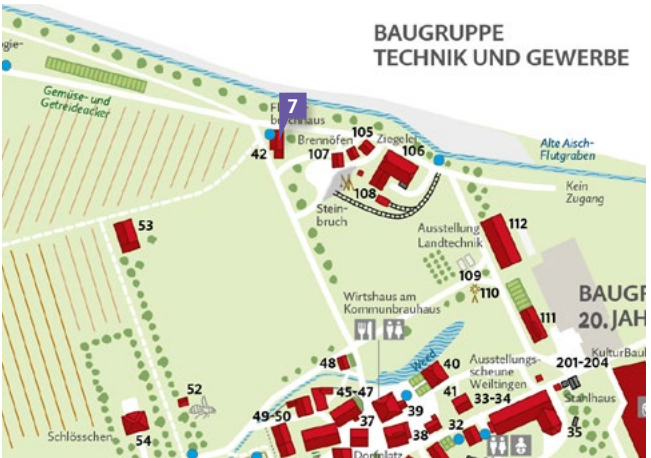 BAUGRUPPE
TECHNIK UND GEWERBE
Gemüse- und
Getreideacker
7
42
Brennöfen
105
Ziegelei
106
107
108
Stein-
bruch
Alte Aisch-
Flutgraben
Kein
Zugang
53
Ausstellung
Landtechnik
112
109
110
111
Wirtshaus am
Kommunbrauhaus
BAUGR
20. JAH
48
Weed
40
Ausstellungs-
scheune
Weiltingen
201-204
KulturBaul
Stahlhaus
52
45-47
41
33-34
49-50
37
39
38
32
35
Schlösschen
54
Dorfplatz